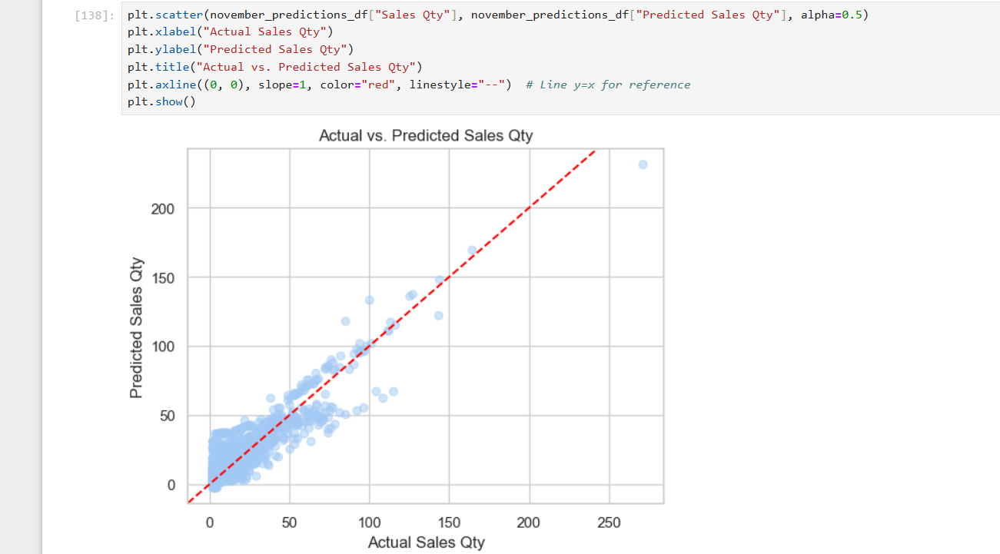 [138]: plt.scatter(november_predictions_df["Sales Qty"], november_predictions_df["Predicted Sales Qty"], alpha=0.5)
plt.xlabel("Actual Sales Qty")
plt.ylabel("Predicted Sales Qty")
plt.title("Actual vs. Predicted Sales Qty")
plt.axline((0, 0), slope=1, color="red", linestyle="--")  # Line y=x for reference
plt.show()
Actual vs. Predicted Sales Qty
Predicted Sales Qty
200
150
100
50
0
0 50 100 150 200 250
Actual Sales Qty